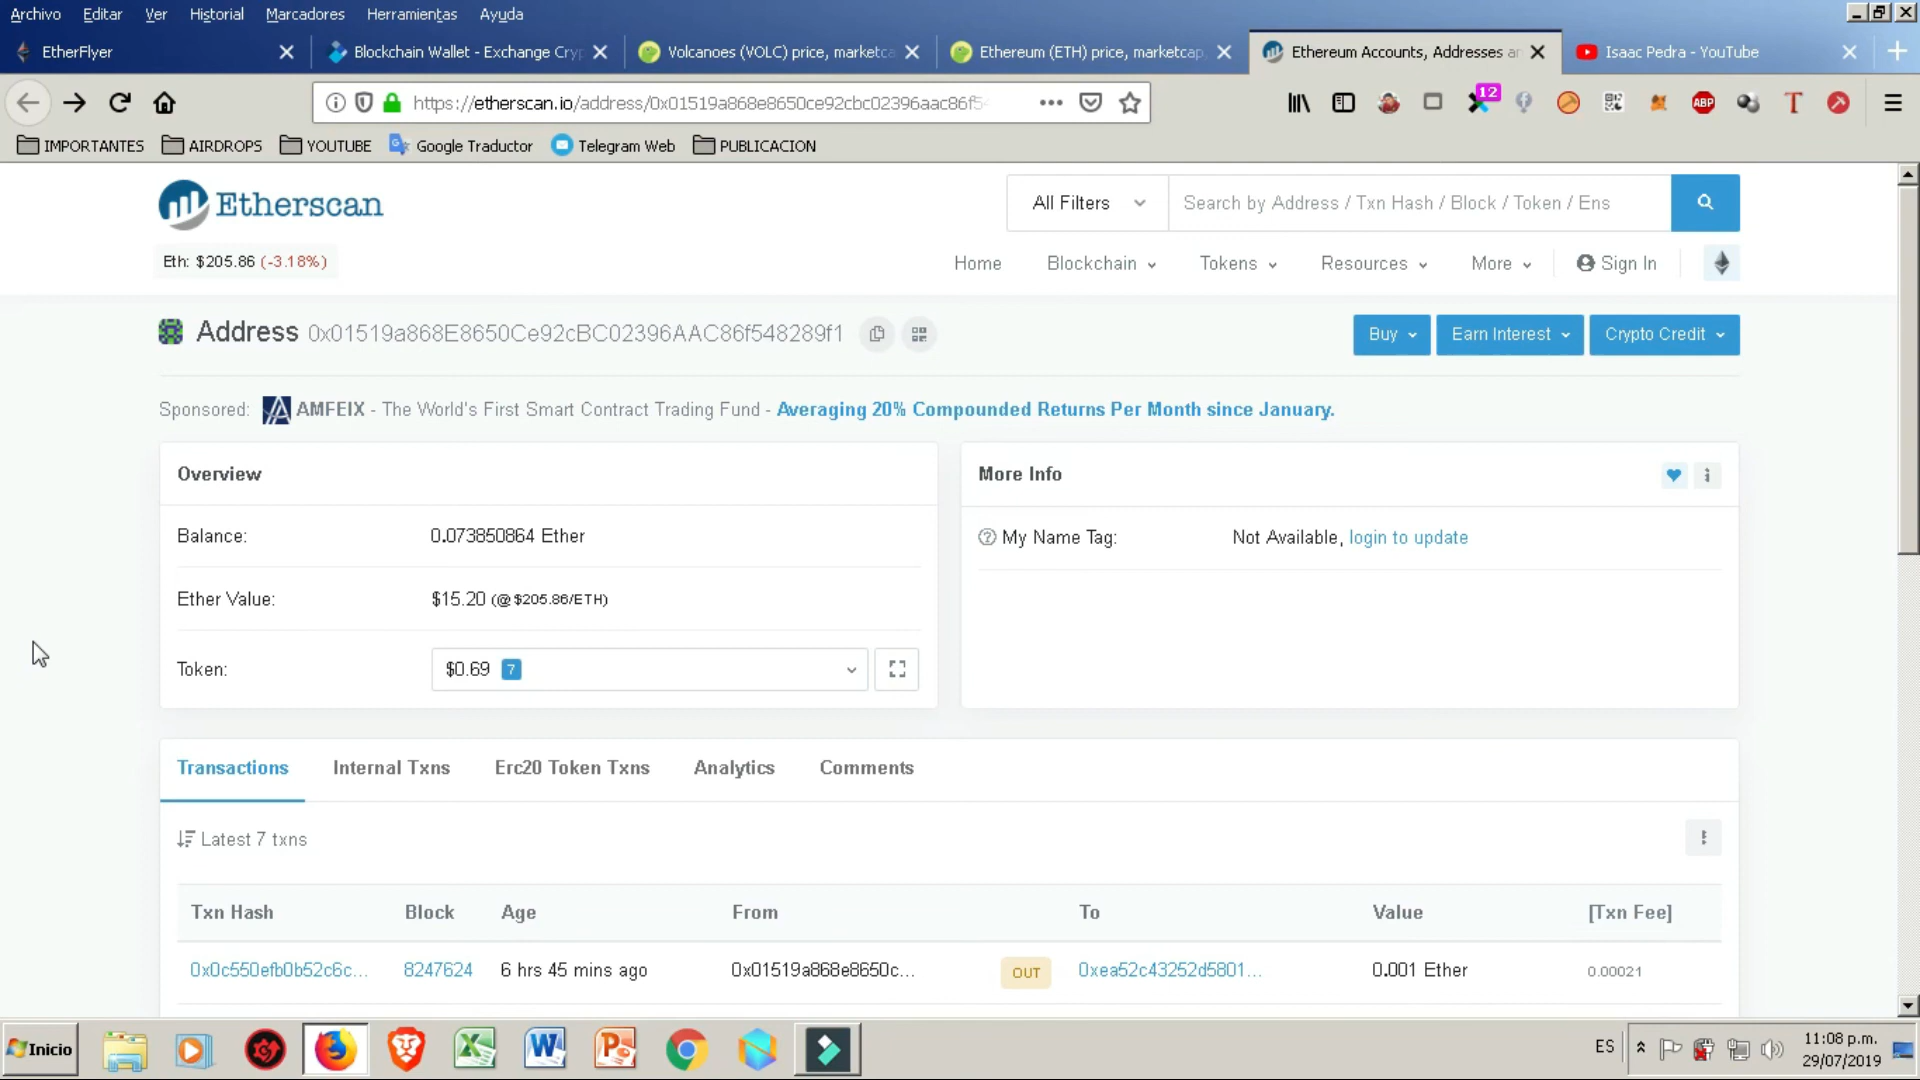 Archivo Editar Ver Historial Marcadores Herramientas Ayuda
EtherFlyer Blockchain Wallet - Exchange Cryp Volcanoes (VOLC) price, marketca Ethereum (ETH) price, marketcap, Ethereum Accounts, Addresses an Isaac Pedra - YouTube
https://etherscan.io/address/0x01519a868e8650ce92cbc02396aac86f54 12 ABP T
IMPORTANTES AIRDROPS YOUTUBE Google Traductor Telegram Web PUBLICACION
Etherscan All Filters Search by Address / Txn Hash / Block / Token / Ens
Eth: $205.86 (-3.18%) Home Blockchain Tokens Resources More Sign In
Address 0x01519a868E8650Ce92cBC02396AAC86f548289f1 Buy Earn Interest Crypto Credit
Sponsored: AMFEIX - The World's First Smart Contract Trading Fund - Averaging 20% Compounded Returns Per Month since January.
Overview More Info
Balance: 0.073850864 Ether My Name Tag: Not Available, login to update
Ether Value: $15.20 (@ $205.86/ETH)
Token: $0.69 7
Transactions Internal Txns Erc20 Token Txns Analytics Comments
Latest 7 txns
Txn Hash Block Age From To Value [Txn Fee]
0x0c550efb0b52c6c... 8247624 6 hrs 45 mins ago 0x01519a868e8650c... OUT 0xea52c43252d5801... 0.001 Ether 0.00021
Inicio ES 11:08 p.m.
29/07/2019